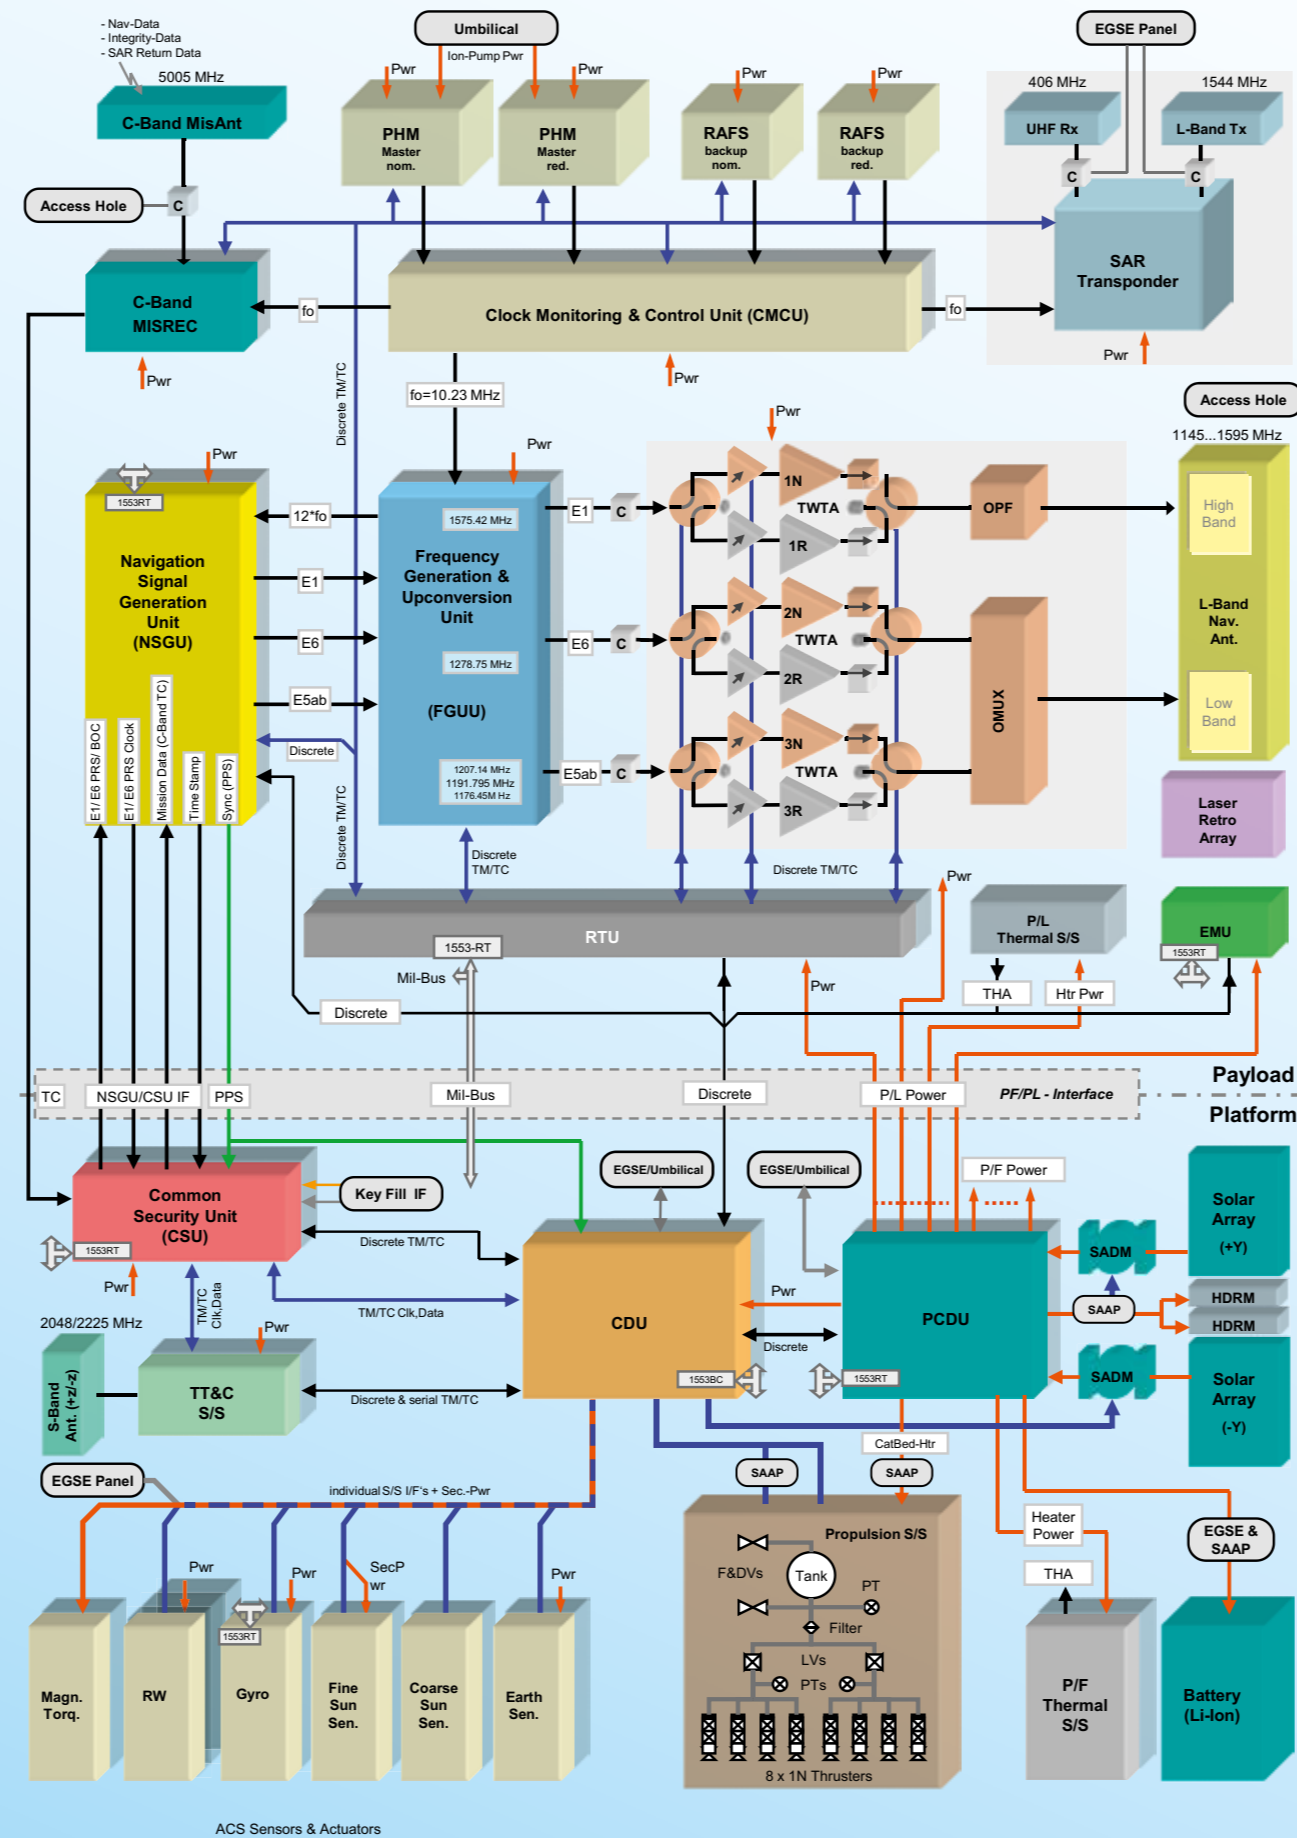 - Nav-Data
- Integrity-Data
- SAR Return Data
5005 MHz
C-Band MisAnt
Access Hole
C
Umbilical
Ion-Pump Pwr
Pwr
Pwr
PHM
Master
nom.
PHM
Master
red.
Pwr
Pwr
RAFS
backup
nom.
RAFS
backup
red.
EGSE Panel
406 MHz
1544 MHz
UHF Rx
L-Band Tx
C
C
SAR
Transponder
Pwr
C-Band
MISREC
Pwr
fo
Clock Monitoring & Control Unit (CMCU)
fo
Pwr
fo=10.23 MHz
Discrete TM/TC
Access Hole
1145...1595 MHz
Pwr
1553RT
Navigation
Signal
Generation
Unit
(NSGU)
12*fo
E1
E6
E5ab
Discrete
E1/ E6 PRS/ BOC
E1/ E6 PRS Clock
Mission Data (C-Band TC)
Time Stamp
Sync (PPS)
Pwr
1575.42 MHz
Frequency
Generation &
Upconversion
Unit
1278.75 MHz
(FGUU)
1207.14 MHz
1191.795 MHz
1176.45M Hz
E1
C
E6
C
E5ab
C
Pwr
1N
TWTA
1R
2N
TWTA
2R
3N
TWTA
3R
OPF
OMUX
High
Band
L-Band
Nav.
Ant.
Low
Band
Laser
Retro
Array
Discrete TM/TC
Discrete
TM/TC
Discrete TM/TC
Pwr
RTU
1553-RT
Mil-Bus
P/L
Thermal S/S
EMU
1553RT
Pwr
THA
Htr Pwr
Discrete
TC
NSGU/CSU IF
PPS
Mil-Bus
Discrete
P/L Power
PF/PL - Interface
Payload
Platform
Common
Security Unit
(CSU)
1553RT
Pwr
Key Fill IF
Discrete TM/TC
TM/TC
Clk,Data
TM/TC Clk,Data
EGSE/Umbilical
EGSE/Umbilical
P/F Power
CDU
1553BC
Pwr
Discrete
PCDU
1553RT
SADM
SAAP
SADM
Solar
Array
(+Y)
HDRM
HDRM
Solar
Array
(-Y)
2048/2225 MHz
S-Band
Ant. (+z/-z)
Pwr
TT&C
S/S
Discrete & serial TM/TC
EGSE Panel
individual S/S I/F's + Sec.-Pwr
CatBed-Htr
SAAP
SAAP
Heater
Power
EGSE &
SAAP
THA
Magn.
Torq.
Pwr
RW
Pwr
1553RT
Gyro
SecP
wr
Fine
Sun
Sen.
Coarse
Sun
Sen.
Pwr
Earth
Sen.
Propulsion S/S
F&DVs
Tank
PT
Filter
LVs
PTs
8 x 1N Thrusters
P/F
Thermal
S/S
Battery
(Li-Ion)
ACS Sensors & Actuators